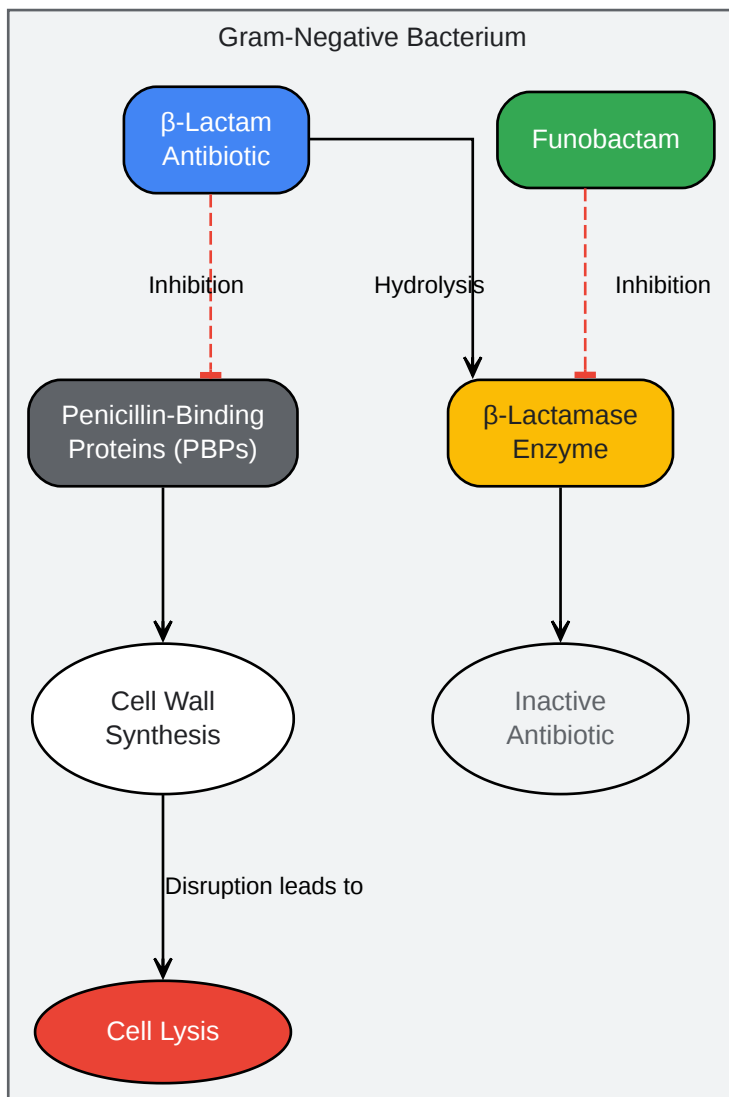 Gram-Negative Bacterium
β-Lactam
Antibiotic
Funobactam
Inhibition
Hydrolysis
Inhibition
Penicillin-Binding
Proteins (PBPs)
β-Lactamase
Enzyme
Cell Wall
Synthesis
Inactive
Antibiotic
Disruption leads to
Cell Lysis